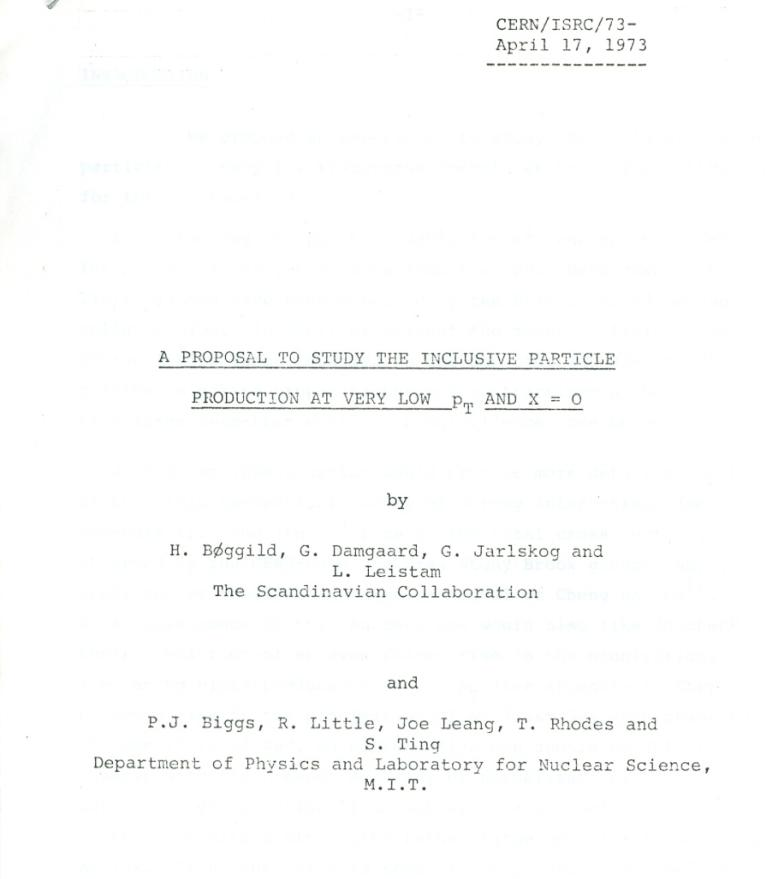 CERN/ISRC/73-
April 17, 1973
A PROPOSAL TO STUDY THE INCLUSIVE PARTICLE
PRODUCTION AT VERY LOW pT AND X = O
by
H. Bøggild, G. Damgaard, G. Jarlskog and
L. Leistam
The Scandinavian Collaboration
and
P.J. Biggs, R. Little, Joe Leang, T. Rhodes and
S. Ting
Department of Physics and Laboratory for Nuclear Science,
M.I.T.